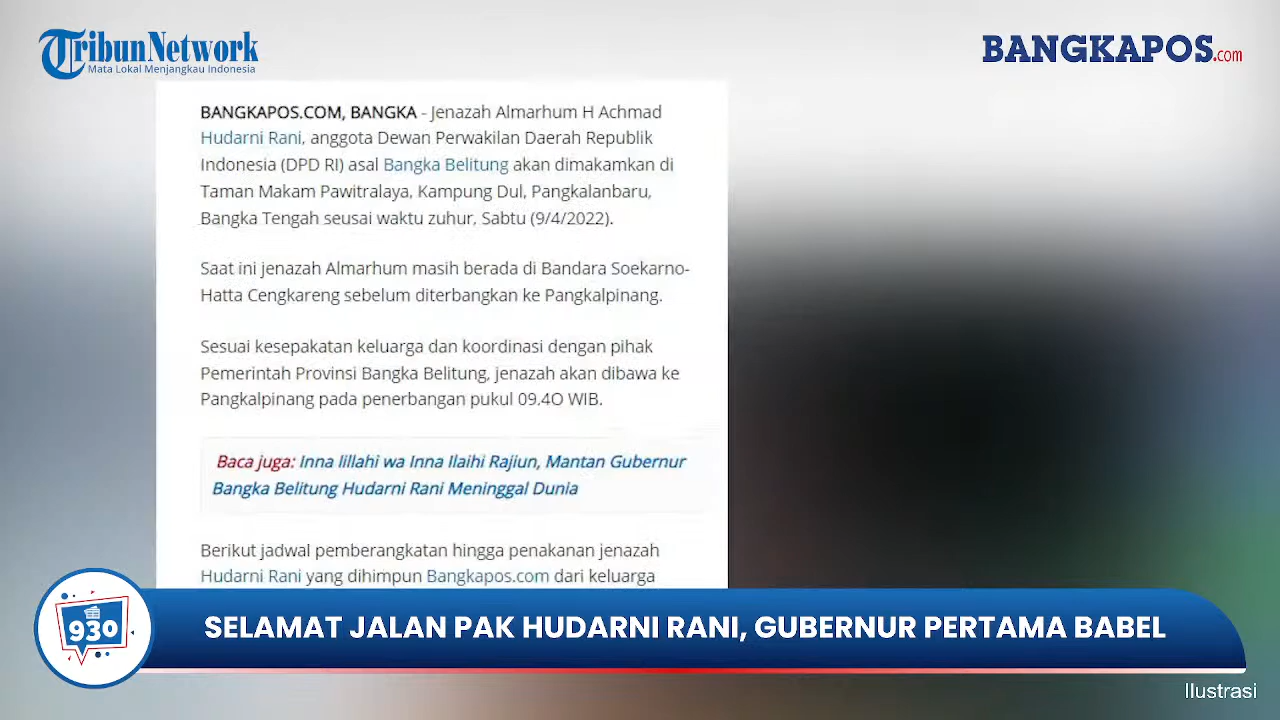 TribunNetwork
Mata Lokal Menjangkau Indonesia
BANGKAPOS.com
BANGKAPOS.COM, BANGKA - Jenazah Almarhum H Achmad
Hudarni Rani, anggota Dewan Perwakilan Daerah Republik
Indonesia (DPD RI) asal Bangka Belitung akan dimakamkan di
Taman Makam Pawitralaya, Kampung Dul, Pangkalanbaru,
Bangka Tengah seusai waktu zuhur, Sabtu (9/4/2022).
Saat ini jenazah Almarhum masih berada di Bandara Soekarno-
Hatta Cengkareng sebelum diterbangkan ke Pangkalpinang.
Sesuai kesepakatan keluarga dan koordinasi dengan pihak
Pemerintah Provinsi Bangka Belitung, jenazah akan dibawa ke
Pangkalpinang pada penerbangan pukul 09.4O WIB.
Baca juga: Inna lillahi wa Inna Ilaihi Rajiun, Mantan Gubernur
Bangka Belitung Hudarni Rani Meninggal Dunia
Berikut jadwal pemberangkatan hingga penakanan jenazah
Hudarni Rani yang dihimpun Bangkapos.com dari keluarga
930
SELAMAT JALAN PAK HUDARNI RANI, GUBERNUR PERTAMA BABEL
Ilustrasi